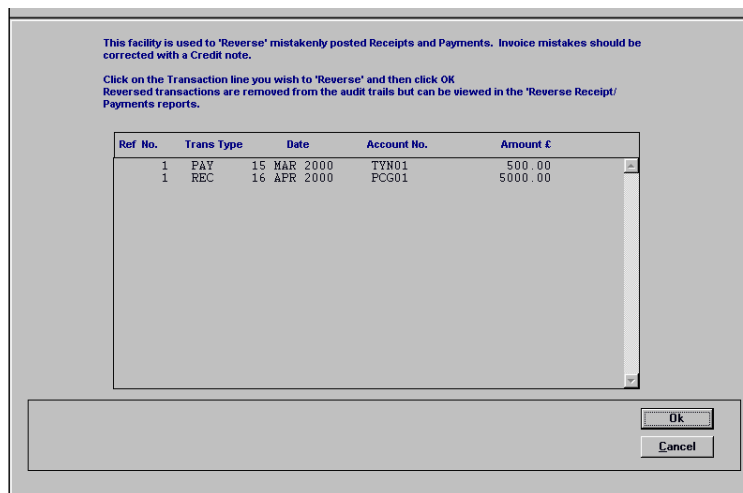 This facility is used to 'Reverse' mistakenly posted Receipts and Payments. Invoice mistakes should be
corrected with a Credit note.
Click on the Transaction line you wish to 'Reverse' and then click OK
Reversed transactions are removed from the audit trails but can be viewed in the 'Reverse Receipt/
Payments reports.
Ref No. Trans Type Date Account No. Amount £
1 PAY 15 MAR 2000 TYN01 500.00
1 REC 16 APR 2000 PCG01 5000.00
Ok
Cancel